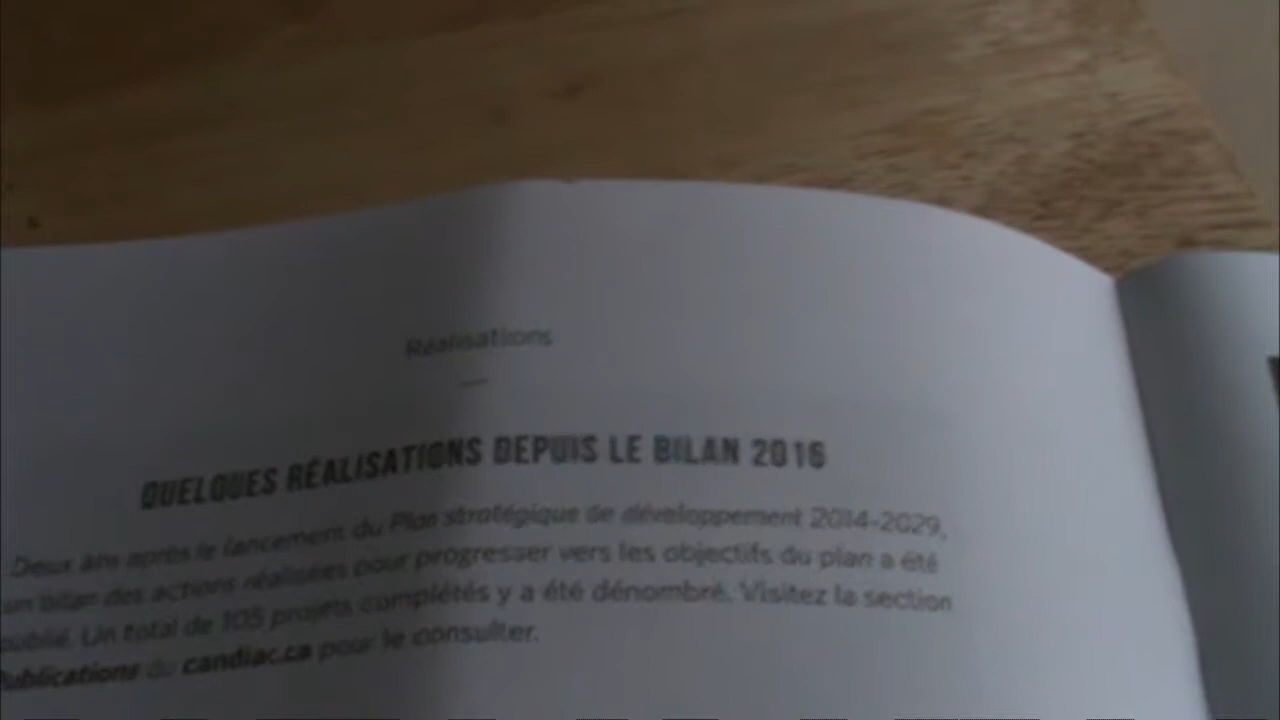 Réalisations
—
QUELQUES RÉALISATIONS DEPUIS LE BILAN 2016
Deux ans après le lancement du Plan stratégique de développement 2014-2029,
un bilan des actions réalisées pour progresser vers les objectifs du plan a été
publié. Un total de 105 projets complétés y a été dénombré. Visitez la section
Publications du candiac.ca pour le consulter.